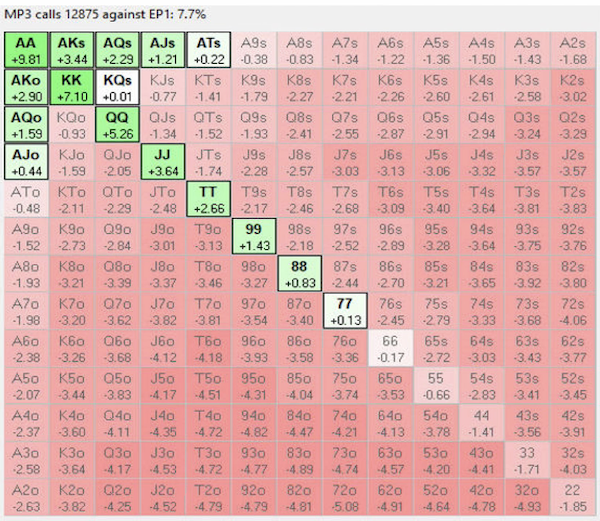 MP3 calls 12875 against EP1: 7.7%
AA AKs AQs AJs ATs A9s A8s A7s A6s A5s A4s A3s A2s
+9.81 +3.44 +2.29 +1.21 +0.22 -0.38 -0.83 -1.34 -1.22 -1.36 -1.50 -1.43 -1.68
AKo KK KQs KJs KTs K9s K8s K7s K6s K5s K4s K3s K2s
+2.90 +7.10 +0.01 -0.77 -1.41 -1.79 -2.27 -2.21 -2.26 -2.60 -2.61 -2.58 -3.02
AQo KQo QQ QJs QTs Q9s Q8s Q7s Q6s Q5s Q4s Q3s Q2s
+1.59 -0.93 +5.26 -1.34 -1.52 -1.93 -2.41 -2.55 -2.87 -2.91 -2.94 -3.24 -3.29
AJo KJo QJo JJ JTs J9s J8s J7s J6s J5s J4s J3s J2s
+0.44 -1.59 -2.05 +3.64 -1.74 -2.28 -2.57 -3.03 -3.13 -3.06 -3.32 -3.57 -3.57
ATo KTo QTo JTo TT T9s T8s T7s T6s T5s T4s T3s T2s
-0.48 -2.11 -2.29 -2.48 +2.66 -2.17 -2.46 -2.68 -3.09 -3.40 -3.64 -3.81 -3.83
A9o K9o Q9o J9o T9o 99 98s 97s 96s 95s 94s 93s 92s
-1.52 -2.73 -2.84 -3.01 -3.13 +1.43 -2.18 -2.52 -2.89 -3.28 -3.64 -3.75 -3.76
A8o K8o Q8o J8o T8o 98o 88 87s 86s 85s 84s 83s 82s
-1.93 -3.21 -3.39 -3.37 -3.46 -3.27 +0.83 -2.44 -2.70 -3.21 -3.65 -3.92 -3.80
A7o K7o Q7o J7o T7o 97o 87o 77 76s 75s 74s 73s 72s
-1.98 -3.20 -3.62 -3.82 -3.81 -3.54 -3.40 +0.13 -2.45 -2.79 -3.33 -3.68 -4.06
A6o K6o Q6o J6o T6o 96o 86o 76o 66 65s 64s 63s 62s
-2.38 -3.26 -3.68 -4.12 -4.18 -3.93 -3.58 -3.36 -0.17 -2.72 -3.03 -3.43 -3.77
A5o K5o Q5o J5o T5o 95o 85o 75o 65o 55 54s 53s 52s
-2.07 -3.44 -3.83 -4.17 -4.51 -4.31 -4.04 -3.74 -3.53 -0.66 -2.83 -3.41 -3.45
A4o K4o Q4o J4o T4o 94o 84o 74o 64o 54o 44 43s 42s
-2.37 -3.60 -4.11 -4.35 -4.72 -4.82 -4.47 -4.21 -4.13 -3.78 -1.41 -3.56 -3.91
A3o K3o Q3o J3o T3o 93o 83o 73o 63o 53o 43o 33 32s
-2.58 -3.64 -4.17 -4.53 -4.72 -4.77 -4.89 -4.74 -4.57 -4.20 -4.41 -1.71 -4.03
A2o K2o Q2o J2o T2o 92o 82o 72o 62o 52o 42o 32o 22
-2.63 -3.82 -4.25 -4.52 -4.79 -4.79 -4.81 -5.08 -4.91 -4.64 -4.78 -4.93 -1.85